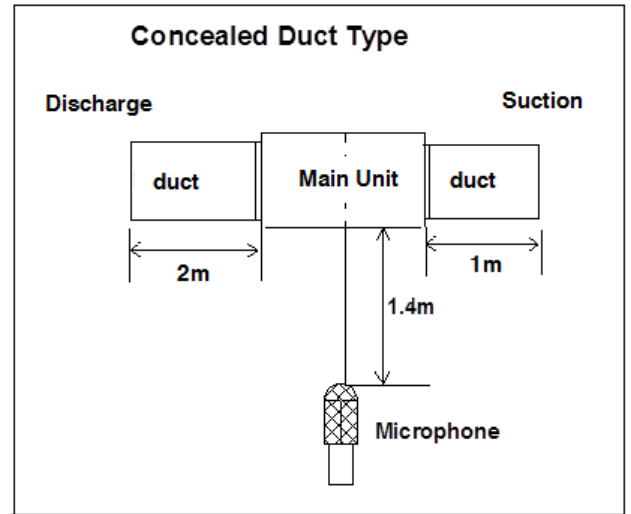 Concealed Duct Type
Discharge
Suction
duct
Main Unit
duct
2m
1m
1.4m
Microphone